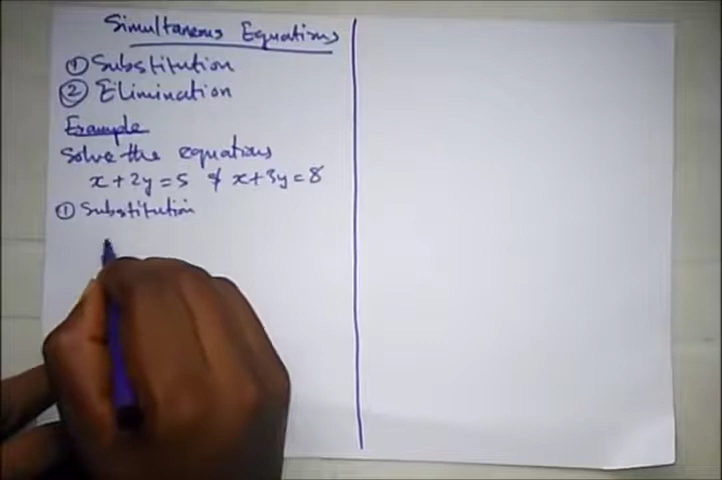 Simultaneous Equations
① Substitution
② Elimination
Example
Solve the equations
x + 2y = 5 & x + 3y = 8
① Substitution